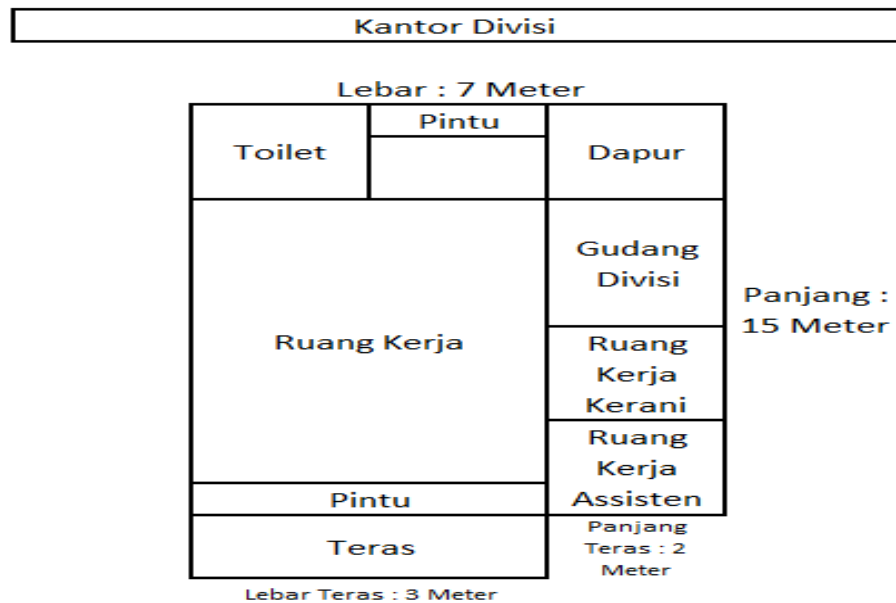 Kantor Divisi
Lebar : 7 Meter
Toilet
Pintu
Dapur
Gudang
Divisi
Panjang :
15 Meter
Ruang Kerja
Ruang
Kerja
Kerani
Ruang
Kerja
Assisten
Pintu
Teras
Panjang
Teras : 2
Meter
Lebar Teras : 3 Meter